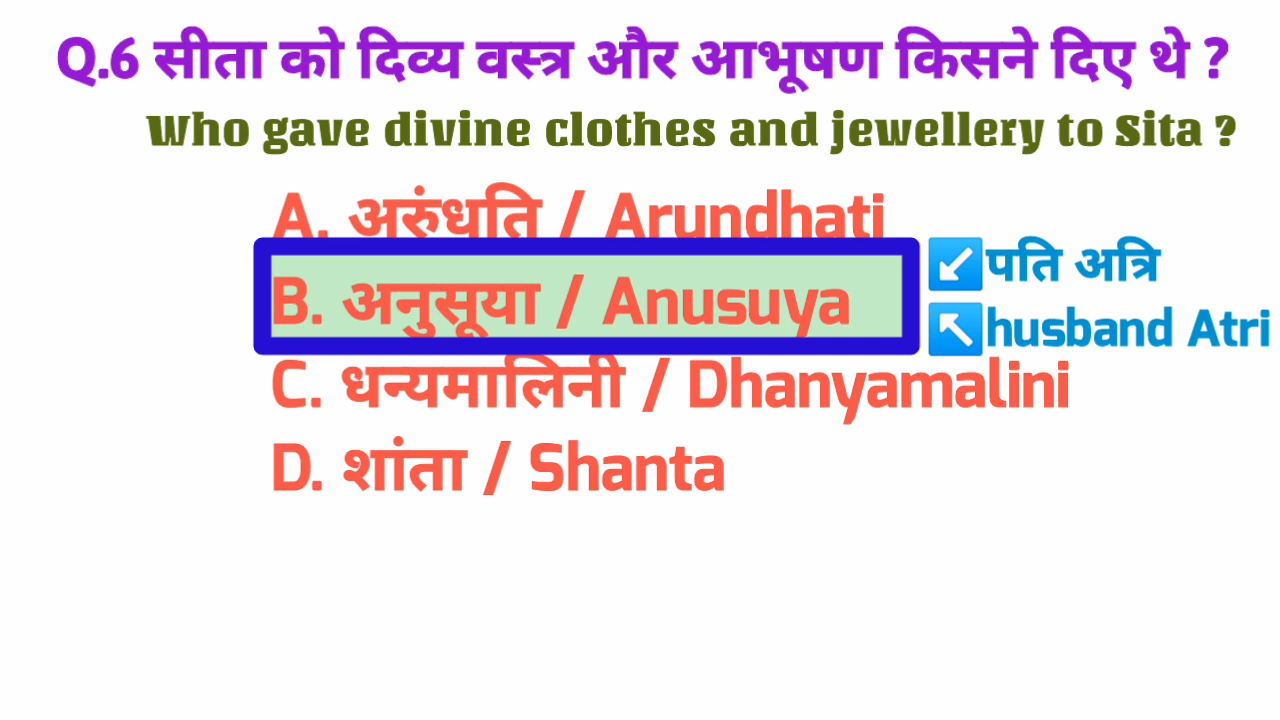 Q.6 सीता को दिव्य वस्त्र और आभूषण किसने दिए थे ?
Who gave divine clothes and jewellery to Sita ?
A. अरुंधति / Arundhati
B. अनुसूया / Anusuya
↙पति अत्रि
↖husband Atri
C. धन्यमालिनी / Dhanyamalini
D. शांता / Shanta